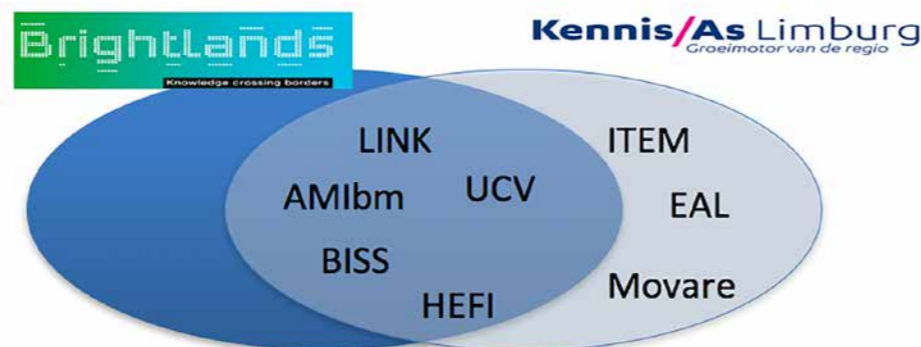 Brightlands
Knowledge crossing borders
Kennis/As Limburg
Groeimotor van de regio
LINK
ITEM
AMIbm
UCV
EAL
BISS
HEFI
Movare